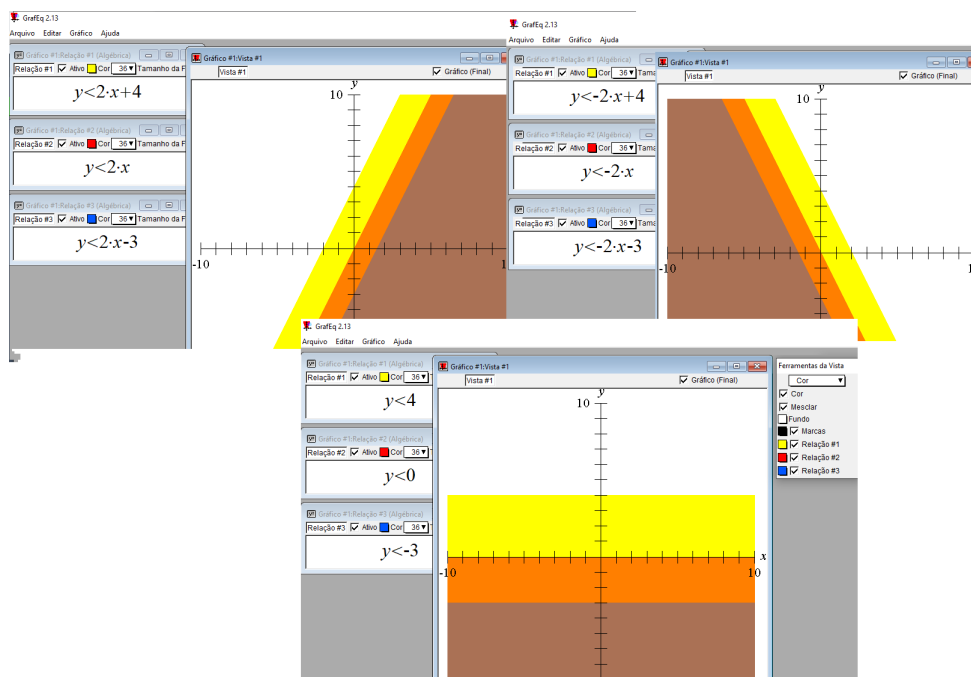 GrafEq 2.13
Arquivo Editar Gráfico Ajuda
Gráfico #1:Relação #1 (Algébrica)
Relação #1 Ativo Cor 36 Tamanho da F
y<2·x+4
Gráfico #1:Relação #2 (Algébrica)
Relação #2 Ativo Cor 36 Tamanho da F
y<2·x
Gráfico #1:Relação #3 (Algébrica)
Relação #3 Ativo Cor 36 Tamanho da F
y<2·x-3
Gráfico #1:Vista #1
Vista #1 Gráfico (Final)
y
10
-10
GrafEq 2.13
Arquivo Editar Gráfico Ajuda
Gráfico #1:Relação #1 (Algébrica)
Relação #1 Ativo Cor 36 Tama
y<-2·x+4
Gráfico #1:Relação #2 (Algébrica)
Relação #2 Ativo Cor 36 Tama
y<-2·x
Gráfico #1:Relação #3 (Algébrica)
Relação #3 Ativo Cor 36 Tama
y<-2·x-3
Gráfico #1:Vista #1
Vista #1 Gráfico (Final)
y
10
-10
GrafEq 2.13
Arquivo Editar Gráfico Ajuda
Gráfico #1:Relação #1 (Algébrica)
Relação #1 Ativo Cor 36
y<4
Gráfico #1:Relação #2 (Algébrica)
Relação #2 Ativo Cor 36
y<0
Gráfico #1:Relação #3 (Algébrica)
Relação #3 Ativo Cor 36
y<-3
Gráfico #1:Vista #1
Vista #1 Gráfico (Final)
y
10
x
-10 10
Ferramentas da Vista
Cor
Cor
Mesclar
Fundo
Marcas
Relação #1
Relação #2
Relação #3